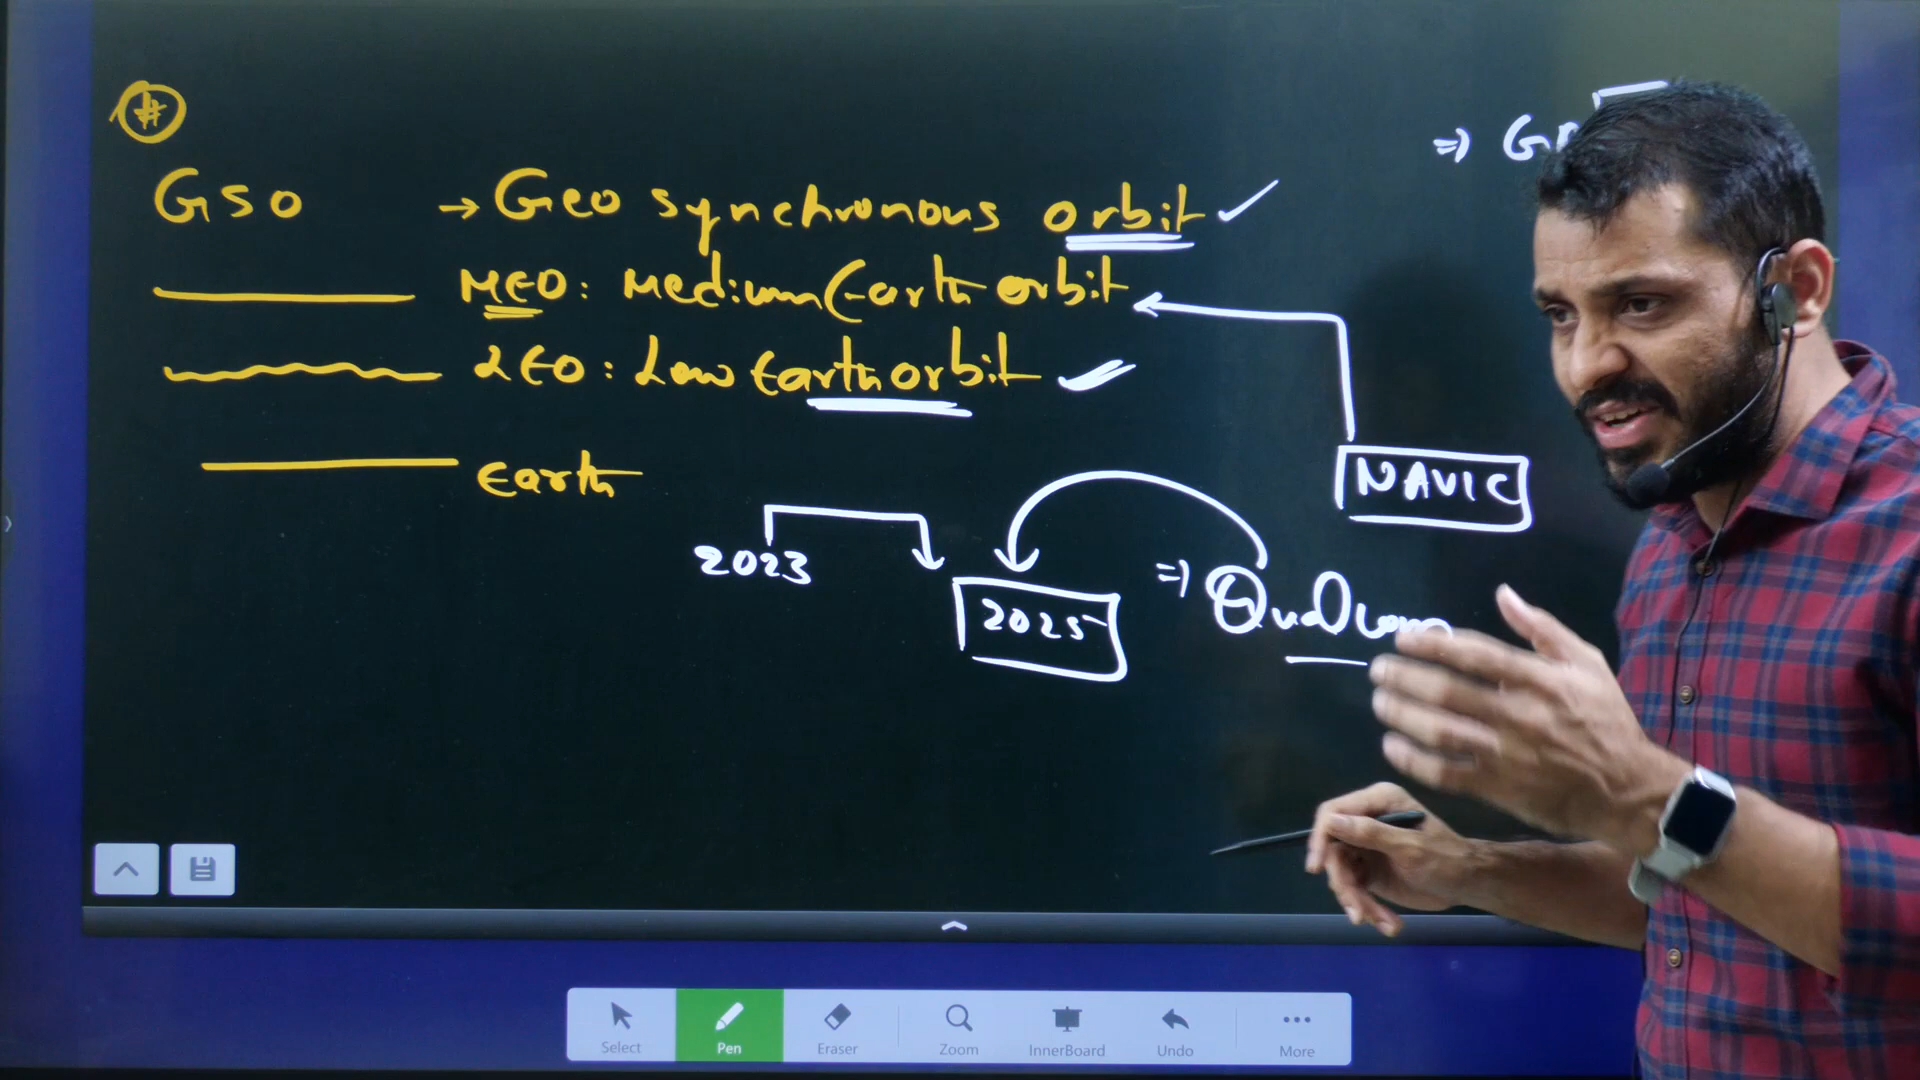 #
⇒ G
GSO → Geo synchronous orbit ✓
MEO: Medium Earth orbit
LEO: Low Earth orbit ✓
NAVIC
Earth
2023
2025
⇒
Select
Pen
Eraser
Zoom
InnerBoard
Undo
More